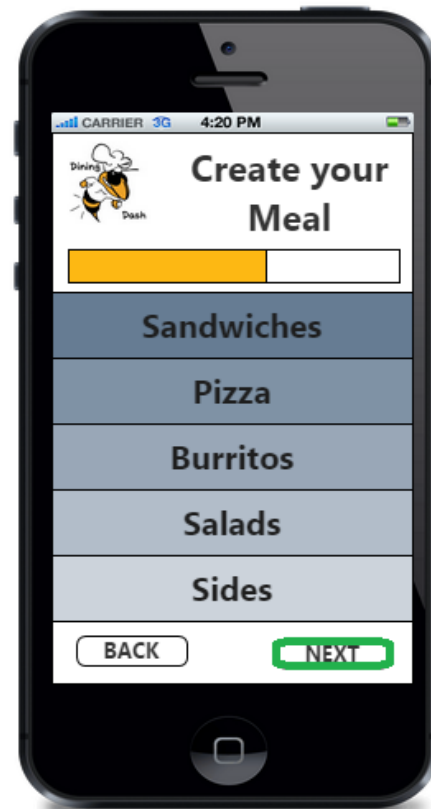 CARRIER 3G 4:20 PM
Dining
Dash
Create your
Meal
Sandwiches
Pizza
Burritos
Salads
Sides
BACK NEXT